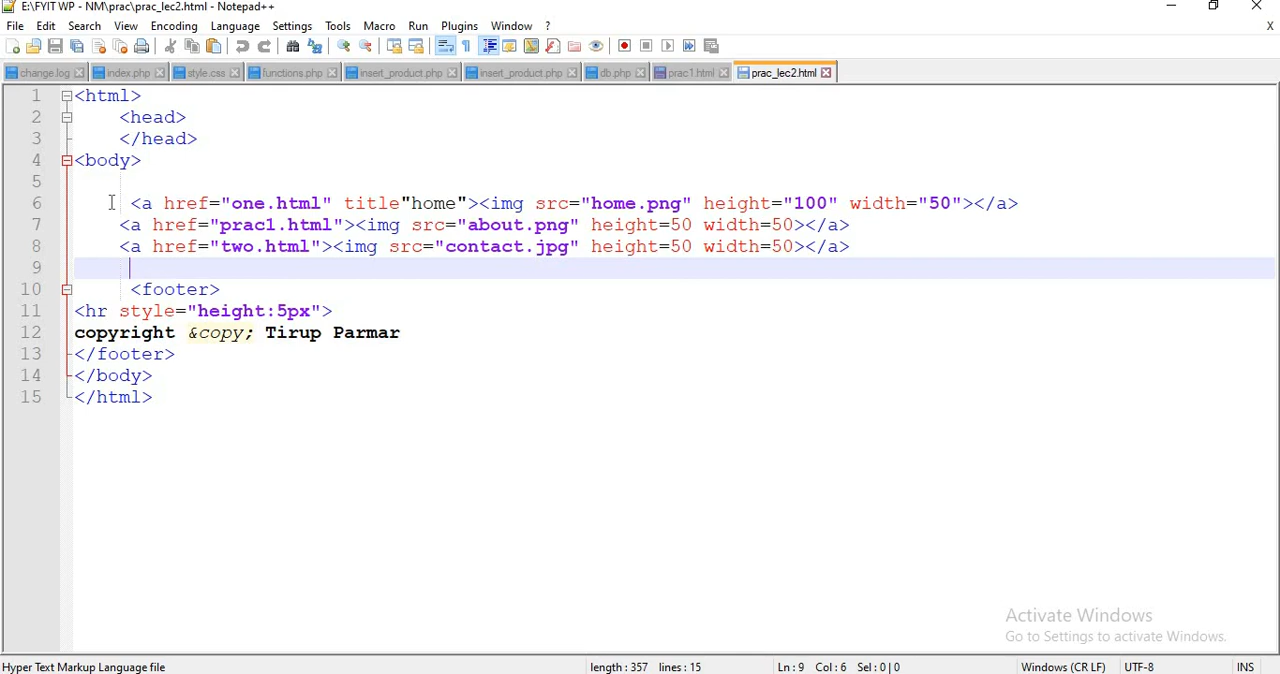 E:\FYIT WP - NM\prac\prac_lec2.html - Notepad++
File Edit Search View Encoding Language Settings Tools Macro Run Plugins Window ? X
change.log index.php style.css functions.php insert_product.php insert_product.php db.php prac1.html prac_lec2.html
1 <html>
2 <head>
3 </head>
4 <body>
5
6 <a href="one.html" title"home"><img src="home.png" height="100" width="50"></a>
7 <a href="prac1.html"><img src="about.png" height=50 width=50></a>
8 <a href="two.html"><img src="contact.jpg" height=50 width=50></a>
9
10 <footer>
11 <hr style="height:5px">
12 copyright &copy; Tirup Parmar
13 </footer>
14 </body>
15 </html>
Activate Windows
Go to Settings to activate Windows.
Hyper Text Markup Language file length : 357 lines : 15 Ln : 9 Col : 6 Sel : 0 | 0 Windows (CR LF) UTF-8 INS